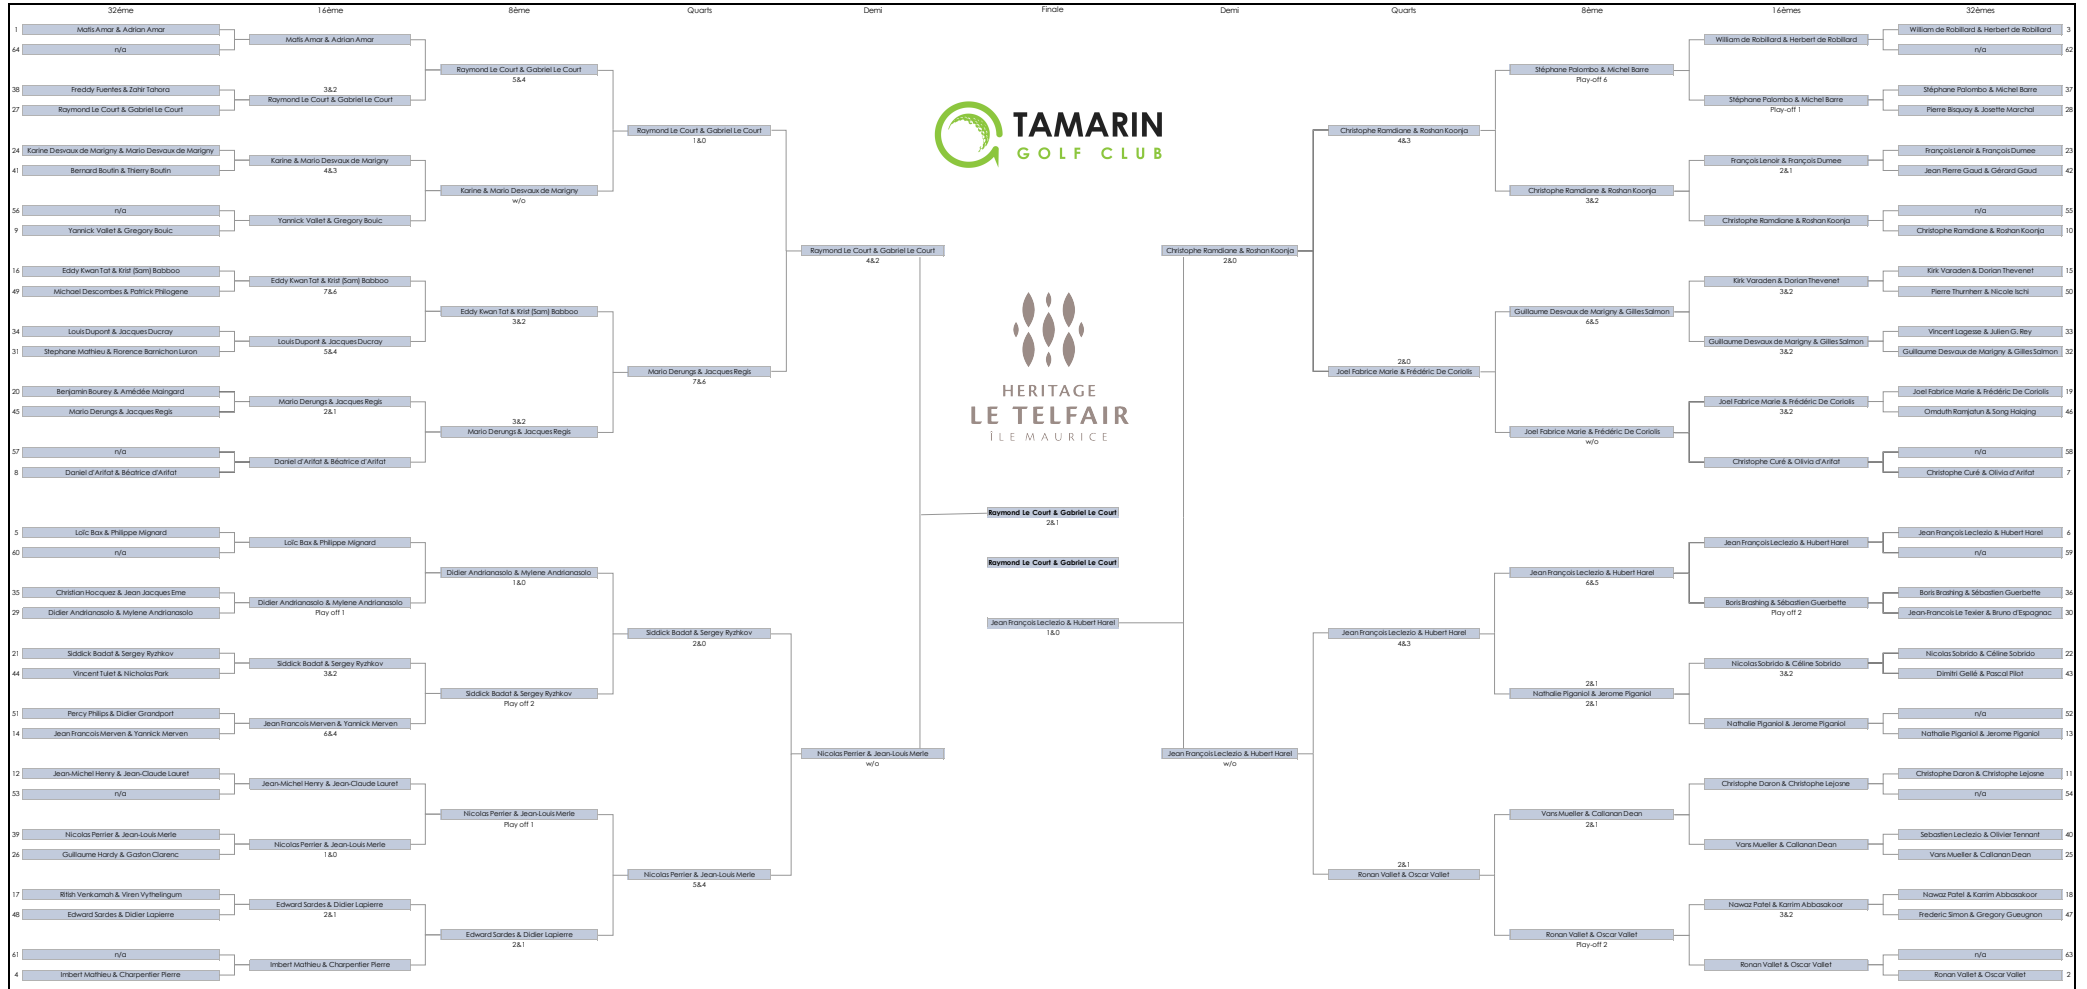 32éme
16ème
8ème
Quarts
Demi
Finale
Demi
Quarts
8ème
16èmes
32èmes
1
Matis Amar & Adrian Amar
64
n/a
38
Freddy Fuentes & Zahir Tahora
27
Raymond Le Court & Gabriel Le Court
24
Karine Desvaux de Marigny & Mario Desvaux de Marigny
41
Bernard Boutin & Thierry Boutin
56
n/a
9
Yannick Vallet & Gregory Bouic
16
Eddy Kwan Tat & Krist (Sam) Babboo
49
Michael Descombes & Patrick Philogene
34
Louis Dupont & Jacques Ducray
31
Stephane Mathieu & Florence Barnichon Luron
20
Benjamin Bourey & Amédée Maingard
45
Mario Derungs & Jacques Regis
57
n/a
8
Daniel d'Arifat & Béatrice d'Arifat
5
Loïc Bax & Philippe Mignard
60
n/a
35
Christian Hocquez & Jean Jacques Eme
29
Didier Andrianasolo & Mylene Andrianasolo
21
Siddick Badat & Sergey Ryzhkov
44
Vincent Tulet & Nicholas Park
51
Percy Philips & Didier Grandport
14
Jean Francois Merven & Yannick Merven
12
Jean-Michel Henry & Jean-Claude Lauret
53
n/a
39
Nicolas Perrier & Jean-Louis Merle
26
Guillaume Hardy & Gaston Clarenc
17
Ritish Venkamah & Viren Vythelingum
48
Edward Sardes & Didier Lapierre
61
n/a
4
Imbert Mathieu & Charpentier Pierre
Matis Amar & Adrian Amar
3&2
Raymond Le Court & Gabriel Le Court
Karine & Mario Desvaux de Marigny
4&3
Yannick Vallet & Gregory Bouic
Eddy Kwan Tat & Krist (Sam) Babboo
7&6
Louis Dupont & Jacques Ducray
5&4
Mario Derungs & Jacques Regis
2&1
Daniel d'Arifat & Béatrice d'Arifat
Loïc Bax & Philippe Mignard
Didier Andrianasolo & Mylene Andrianasolo
Play off 1
Siddick Badat & Sergey Ryzhkov
3&2
Jean Francois Merven & Yannick Merven
6&4
Jean-Michel Henry & Jean-Claude Lauret
Nicolas Perrier & Jean-Louis Merle
1&0
Edward Sardes & Didier Lapierre
2&1
Imbert Mathieu & Charpentier Pierre
Raymond Le Court & Gabriel Le Court
5&4
Karine & Mario Desvaux de Marigny
w/o
Eddy Kwan Tat & Krist (Sam) Babboo
3&2
3&2
Mario Derungs & Jacques Regis
Didier Andrianasolo & Mylene Andrianasolo
1&0
Siddick Badat & Sergey Ryzhkov
Play off 2
Nicolas Perrier & Jean-Louis Merle
Play off 1
Edward Sardes & Didier Lapierre
2&1
Raymond Le Court & Gabriel Le Court
1&0
Mario Derungs & Jacques Regis
7&6
Siddick Badat & Sergey Ryzhkov
2&0
Nicolas Perrier & Jean-Louis Merle
5&4
Raymond Le Court & Gabriel Le Court
4&2
Nicolas Perrier & Jean-Louis Merle
w/o
TAMARIN
GOLF CLUB
HERITAGE
LE TELFAIR
ÎLE MAURICE
Raymond Le Court & Gabriel Le Court
2&1
Raymond Le Court & Gabriel Le Court
Jean François Leclezio & Hubert Harel
1&0
Christophe Ramdiane & Roshan Koonja
2&0
Jean François Leclezio & Hubert Harel
w/o
Christophe Ramdiane & Roshan Koonja
4&3
2&0
Joel Fabrice Marie & Frédéric De Coriolis
Jean François Leclezio & Hubert Harel
4&3
2&1
Ronan Vallet & Oscar Vallet
Stéphane Palombo & Michel Barre
Play-off 6
Christophe Ramdiane & Roshan Koonja
3&2
Guillaume Desvaux de Marigny & Gilles Salmon
6&5
Joel Fabrice Marie & Frédéric De Coriolis
w/o
Jean François Leclezio & Hubert Harel
6&5
2&1
Nathalie Piganiol & Jerome Piganiol
2&1
Vans Mueller & Callanan Dean
2&1
Ronan Vallet & Oscar Vallet
Play-off 2
William de Robillard & Herbert de Robillard
Stéphane Palombo & Michel Barre
Play-off 1
François Lenoir & François Dumee
2&1
Christophe Ramdiane & Roshan Koonja
Kirk Varaden & Dorian Thevenet
3&2
Guillaume Desvaux de Marigny & Gilles Salmon
3&2
Joel Fabrice Marie & Frédéric De Coriolis
3&2
Christophe Curé & Olivia d'Arifat
Jean François Leclezio & Hubert Harel
Boris Brashing & Sébastien Guerbette
Play off 2
Nicolas Sobrido & Céline Sobrido
3&2
Nathalie Piganiol & Jerome Piganiol
Christophe Daron & Christophe Lejosne
Vans Mueller & Callanan Dean
Nawaz Patel & Karrim Abbasakoor
3&2
Ronan Vallet & Oscar Vallet
William de Robillard & Herbert de Robillard
3
n/a
62
Stéphane Palombo & Michel Barre
37
Pierre Bisquay & Josette Marchal
28
François Lenoir & François Dumee
23
Jean Pierre Gaud & Gérard Gaud
42
n/a
55
Christophe Ramdiane & Roshan Koonja
10
Kirk Varaden & Dorian Thevenet
15
Pierre Thurnherr & Nicole Ischi
50
Vincent Lagesse & Julien G. Rey
33
Guillaume Desvaux de Marigny & Gilles Salmon
32
Joel Fabrice Marie & Frédéric De Coriolis
19
Omduth Ramjatun & Song Haiqing
46
n/a
58
Christophe Curé & Olivia d'Arifat
7
Jean François Leclezio & Hubert Harel
6
n/a
59
Boris Brashing & Sébastien Guerbette
36
Jean-Francois Le Texier & Bruno d'Espagnac
30
Nicolas Sobrido & Céline Sobrido
22
Dimitri Gellé & Pascal Pilot
43
n/a
52
Nathalie Piganiol & Jerome Piganiol
13
Christophe Daron & Christophe Lejosne
11
n/a
54
Sebastien Leclezio & Olivier Tennant
40
Vans Mueller & Callanan Dean
25
Nawaz Patel & Karrim Abbasakoor
18
Frederic Simon & Gregory Gueugnon
47
n/a
63
Ronan Vallet & Oscar Vallet
2